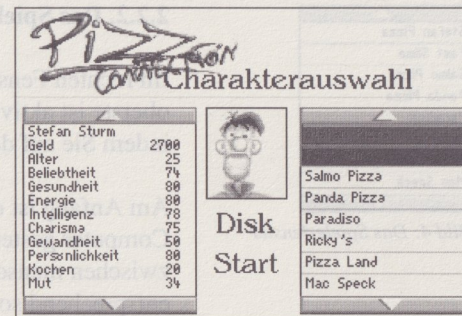 Pizza
Connection
Charakterauswahl
Stefan Sturm
Geld 2700
Alter 25
Beliebtheit 74
Gesundheit 80
Energie 80
Intelligenz 78
Charisma 75
Gewandheit 50
Personlichkeit 80
Kochen 20
Mut 34
Disk
Start
Salmo Pizza
Panda Pizza
Paradiso
Ricky's
Pizza Land
Mac Speck